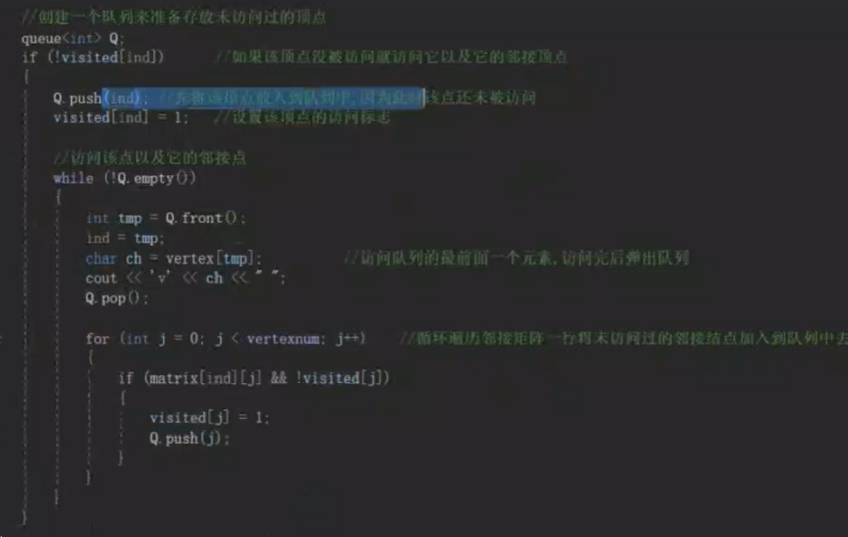 //创建一个队列来准备存放未访问过的顶点
queue<int> Q;
if (!visited[ind]) //如果该顶点没被访问就访问它以及它的邻接顶点
{
Q.push(ind); //先将该顶点放入到队列中,因为此时该点还未被访问
visited[ind] = 1; //设置该顶点的访问标志
//访问该点以及它的邻接点
while (!Q.empty())
{
int tmp = Q.front();
ind = tmp;
char ch = vertex[tmp]; //访问队列的最前面一个元素,访问完后弹出队列
cout << 'v' << ch << " ";
Q.pop();
for (int j = 0; j < vertexnum; j++) //循环遍历邻接矩阵一行将未访问过的邻接结点加入到队列中去
{
if (matrix[ind][j] && !visited[j])
{
visited[j] = 1;
Q.push(j);
}
}
}
}